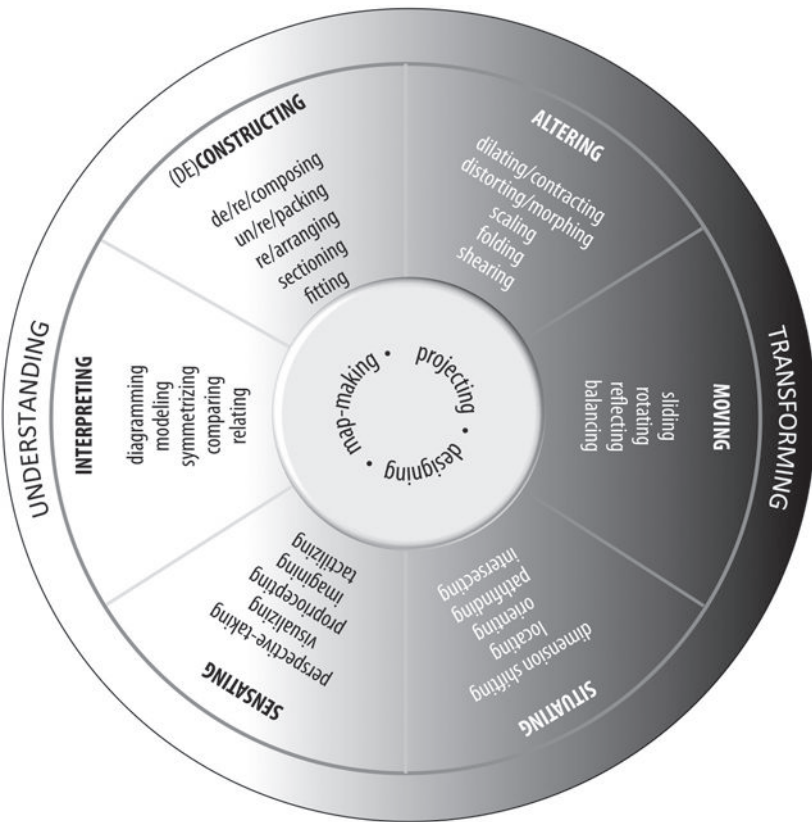 UNDERSTANDING
(DE)CONSTRUCTING
de/re/composing
un/re/packing
re/arranging
sectioning
fitting
INTERPRETING
diagramming
modeling
symmetrizing
comparing
relating
SENSATING
perspective-taking
visualizing
propriocepting
imagining
tactilizing
TRANSFORMING
ALTERING
dilating/contracting
distorting/morphing
scaling
folding
shearing
MOVING
sliding
rotating
reflecting
balancing
SITUATING
dimension shifting
locating
orienting
pathfinding
intersecting
map-making • projecting • designing •